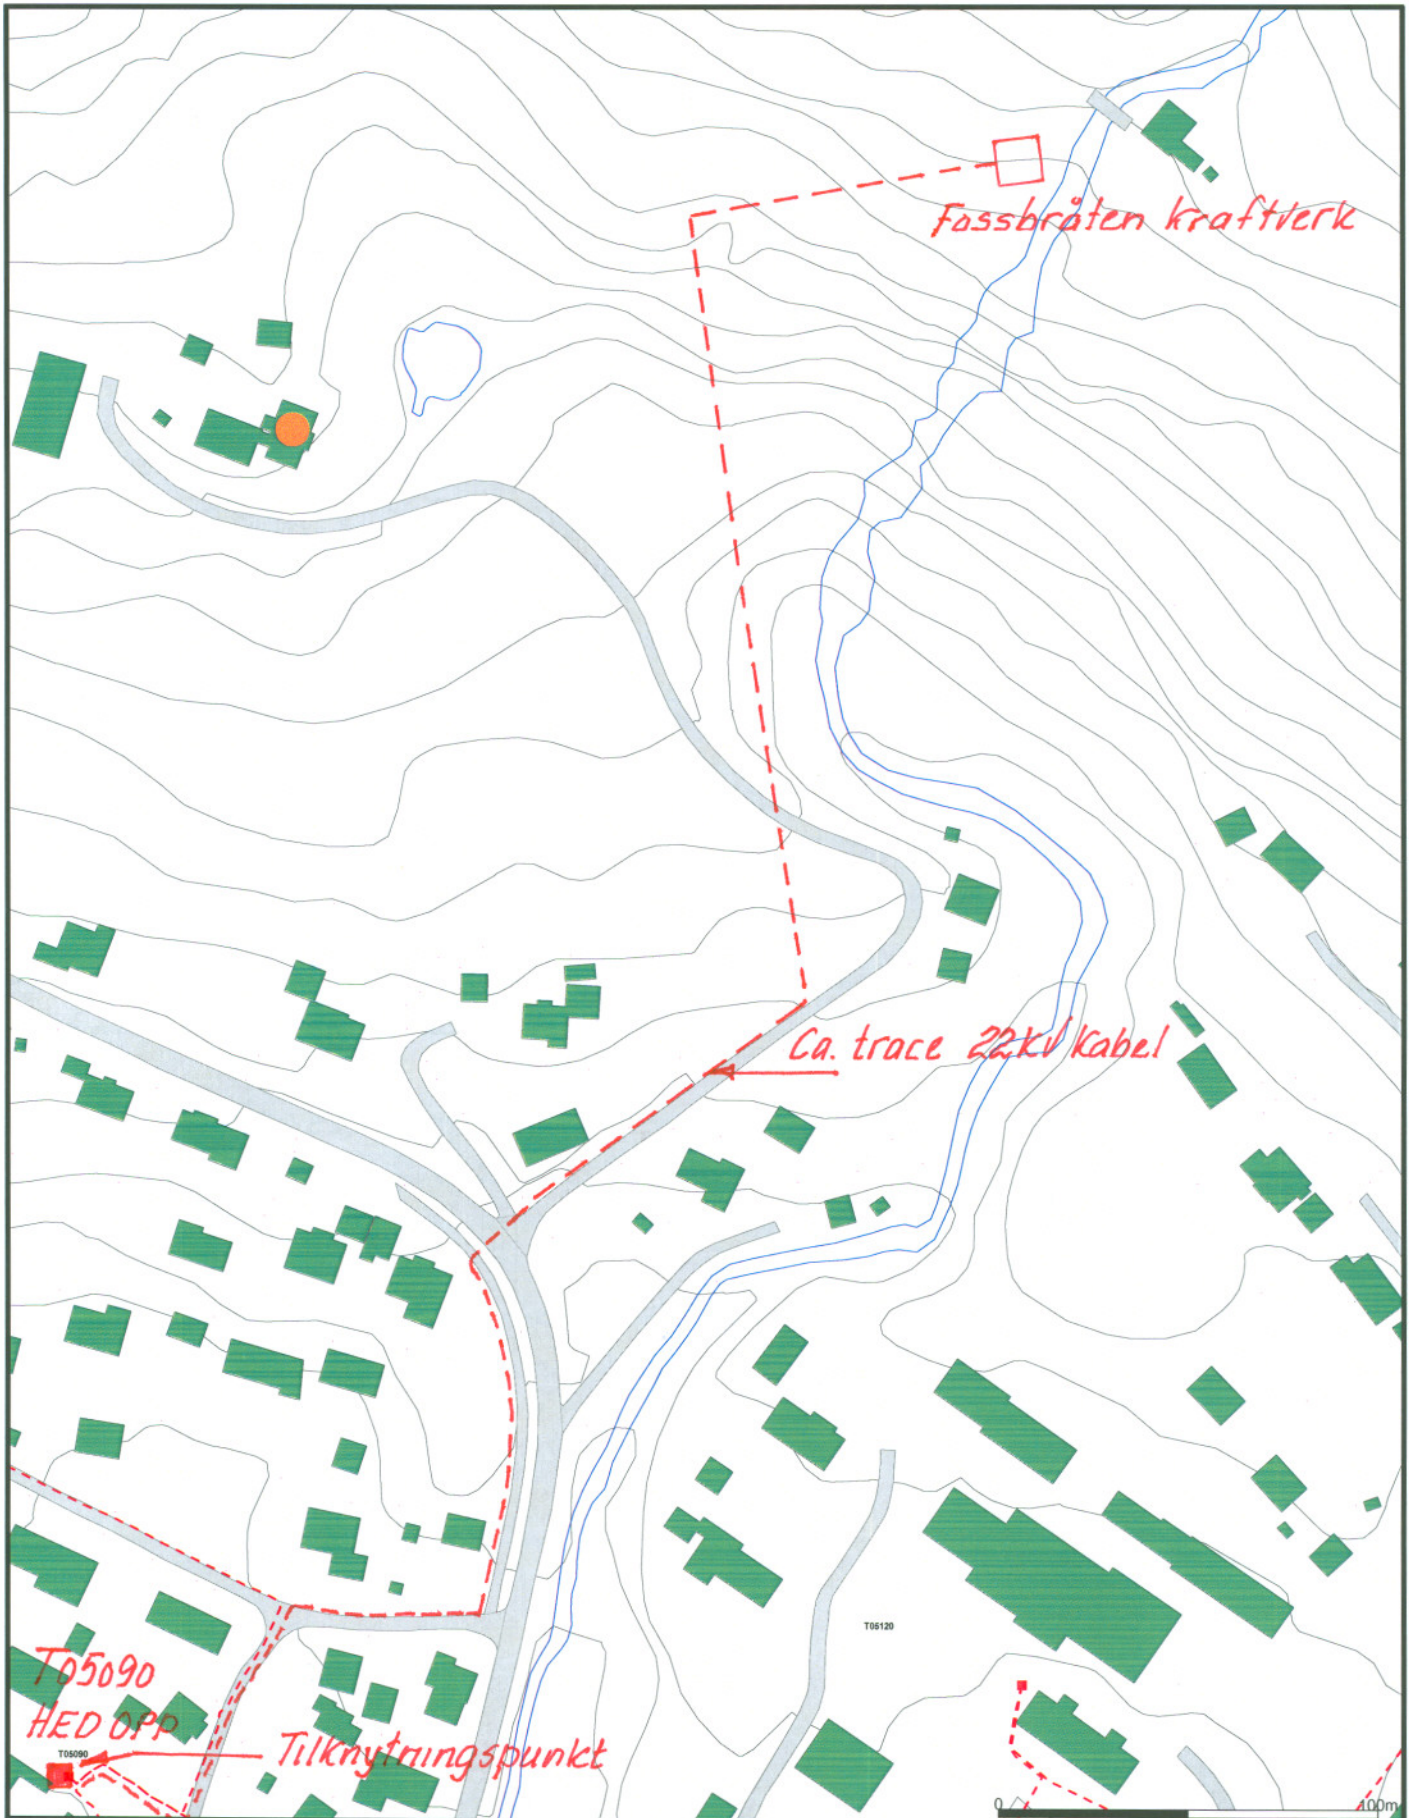 Fossbråten kraftverk
Ca. trace 22kV kabel
T05120
T05090
HED OPP
T05090
Tilknytningspunkt
0 100m